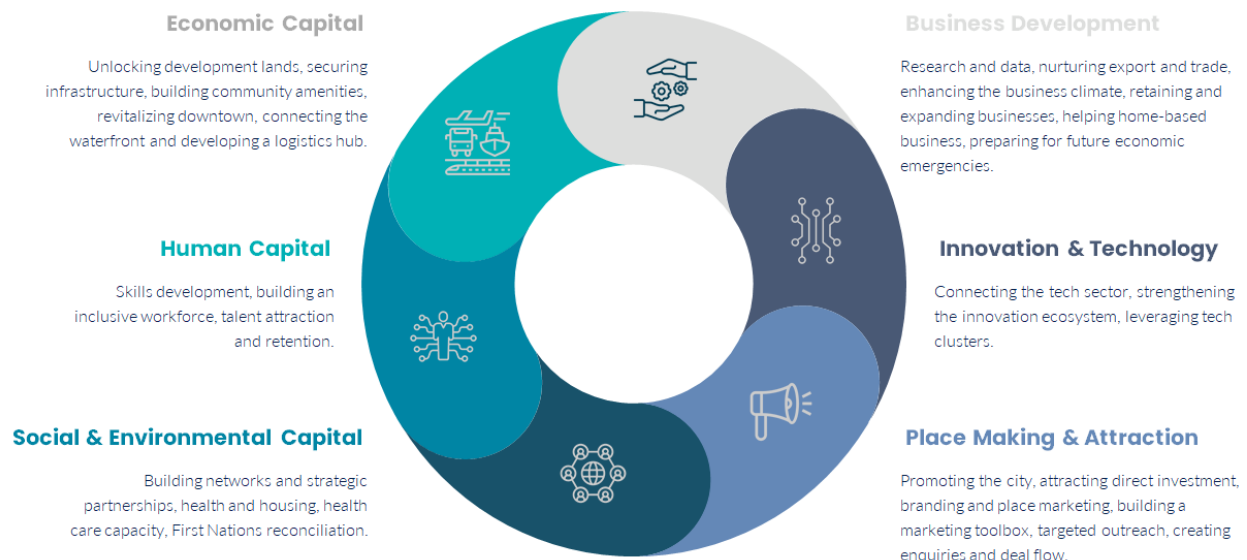 Economic Capital
Unlocking development lands, securing
infrastructure, building community amenities,
revitalizing downtown, connecting the
waterfront and developing a logistics hub.
Human Capital
Skills development, building an
inclusive workforce, talent attraction
and retention.
Social & Environmental Capital
Building networks and strategic
partnerships, health and housing, health
care capacity, First Nations reconciliation.
Business Development
Research and data, nurturing export and trade,
enhancing the business climate, retaining and
expanding businesses, helping home-based
business, preparing for future economic
emergencies.
Innovation & Technology
Connecting the tech sector, strengthening
the innovation ecosystem, leveraging tech
clusters.
Place Making & Attraction
Promoting the city, attracting direct investment,
branding and place marketing, building a
marketing toolbox, targeted outreach, creating
enquiries and deal flow.